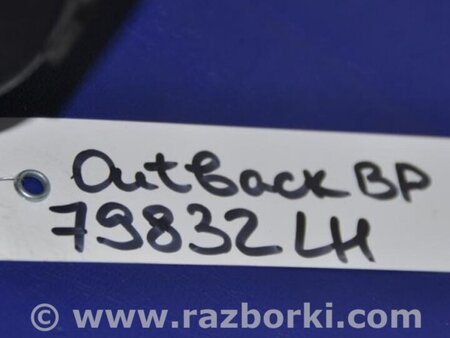 Outback BP
79832 LH
© www.razborki.com